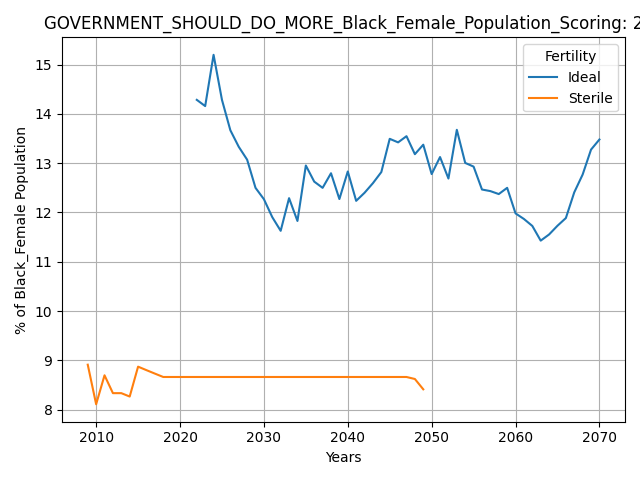 GOVERNMENT_SHOULD_DO_MORE_Black_Female_Population_Scoring: 2
Fertility
Ideal
Sterile
% of Black_Female Population
15
14
13
12
11
10
9
8
2010 2020 2030 2040 2050 2060 2070
Years